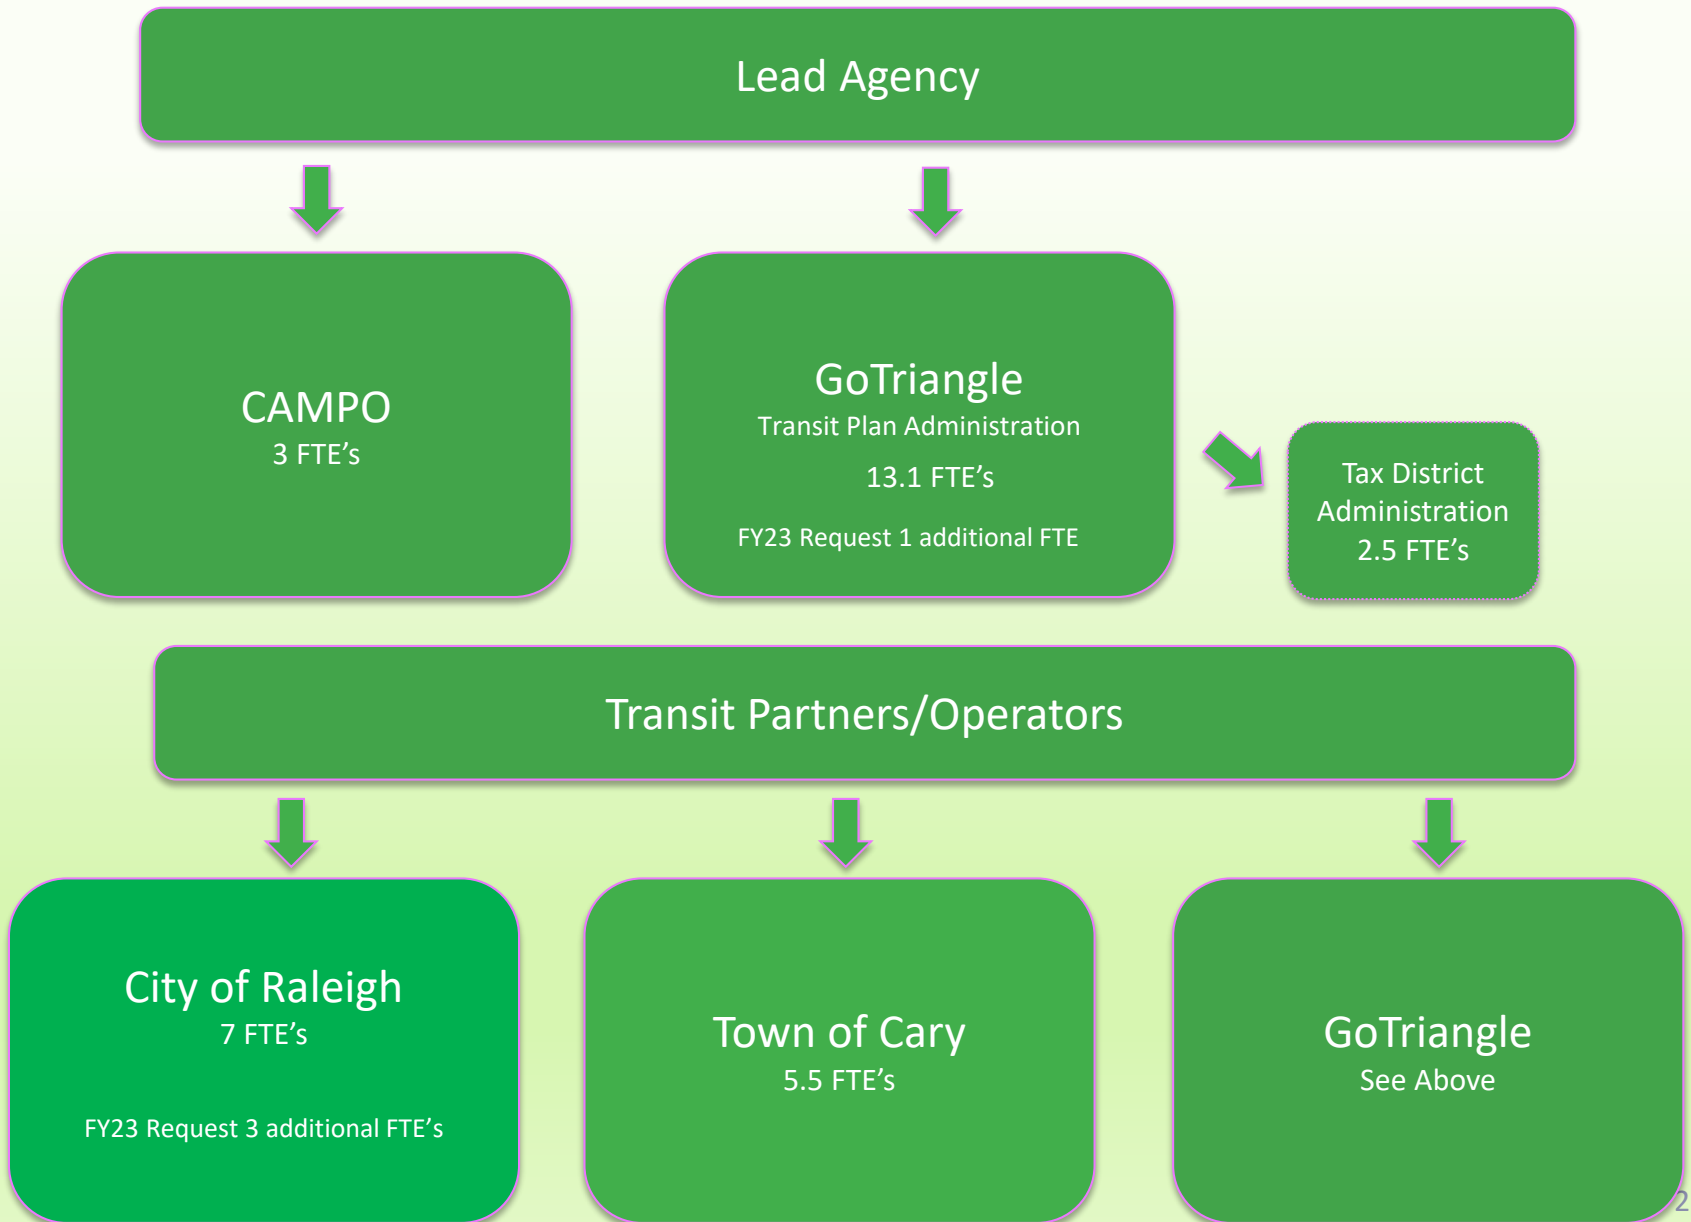 Lead Agency
CAMPO
3 FTE’s
GoTriangle
Transit Plan Administration
13.1 FTE’s
FY23 Request 1 additional FTE
Tax District
Administration
2.5 FTE’s
Transit Partners/Operators
City of Raleigh
7 FTE’s
FY23 Request 3 additional FTE’s
Town of Cary
5.5 FTE’s
GoTriangle
See Above
2